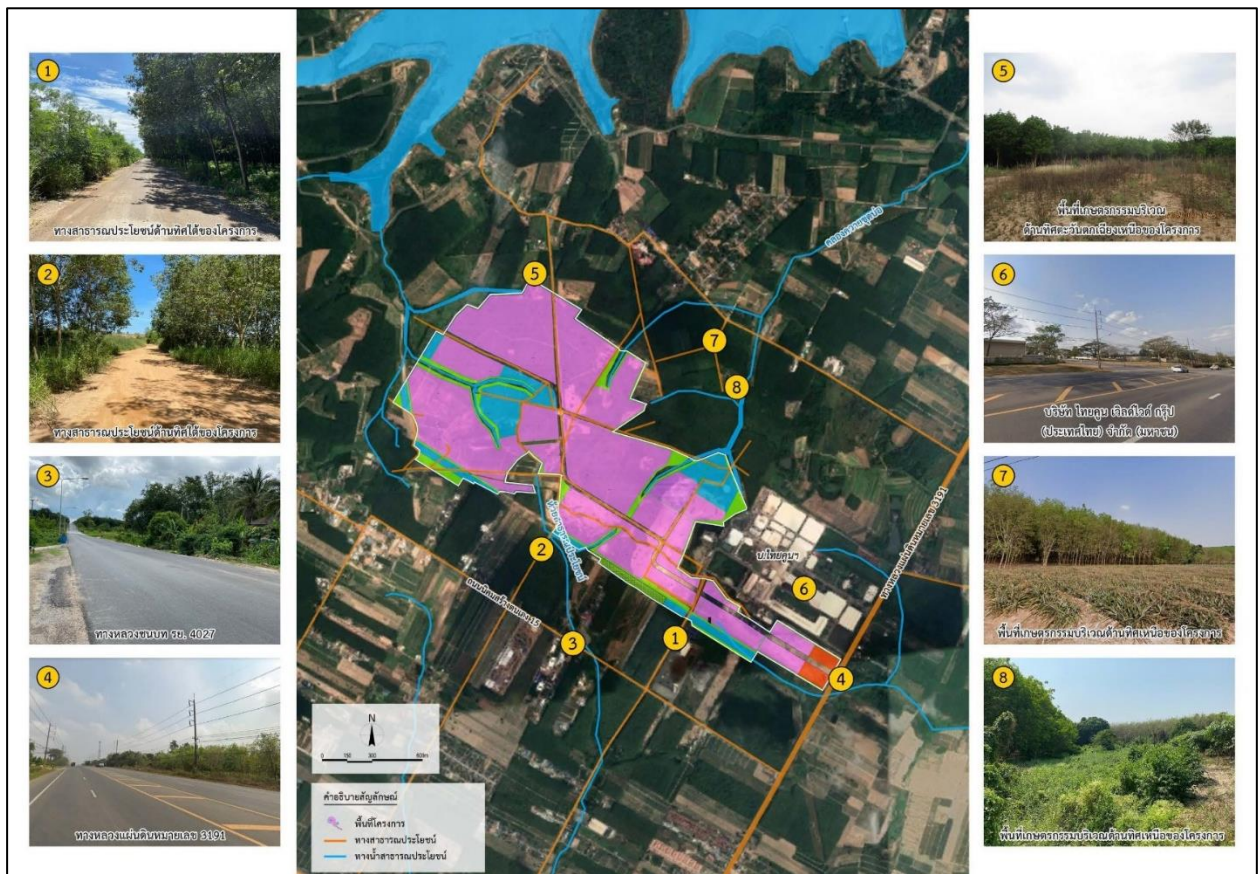 1
ทางสาธารณประโยชน์ด้านทิศใต้ของโครงการ
2
ทางสาธารณประโยชน์ด้านทิศใต้ของโครงการ
3
ทางหลวงชนบท รย. 4027
4
ทางหลวงแผ่นดินหมายเลข 3191
5
7
8
6
2
3
1
4
บ.ไทยคูนฯ
ทางหลวงแผ่นดินหมายเลข 3191
N
คำอธิบายสัญลักษณ์
พื้นที่โครงการ
ทางสาธารณประโยชน์
ทางน้ำสาธารณประโยชน์
5
พื้นที่เกษตรกรรมบริเวณ
ด้านทิศตะวันตกเฉียงเหนือของโครงการ
6
บริษัท ไทยคูน เวิลด์ไวด์ กรุ๊ป
(ประเทศไทย) จำกัด (มหาชน)
7
พื้นที่เกษตรกรรมบริเวณด้านทิศเหนือของโครงการ
8
พื้นที่เกษตรกรรมบริเวณด้านทิศเหนือของโครงการ